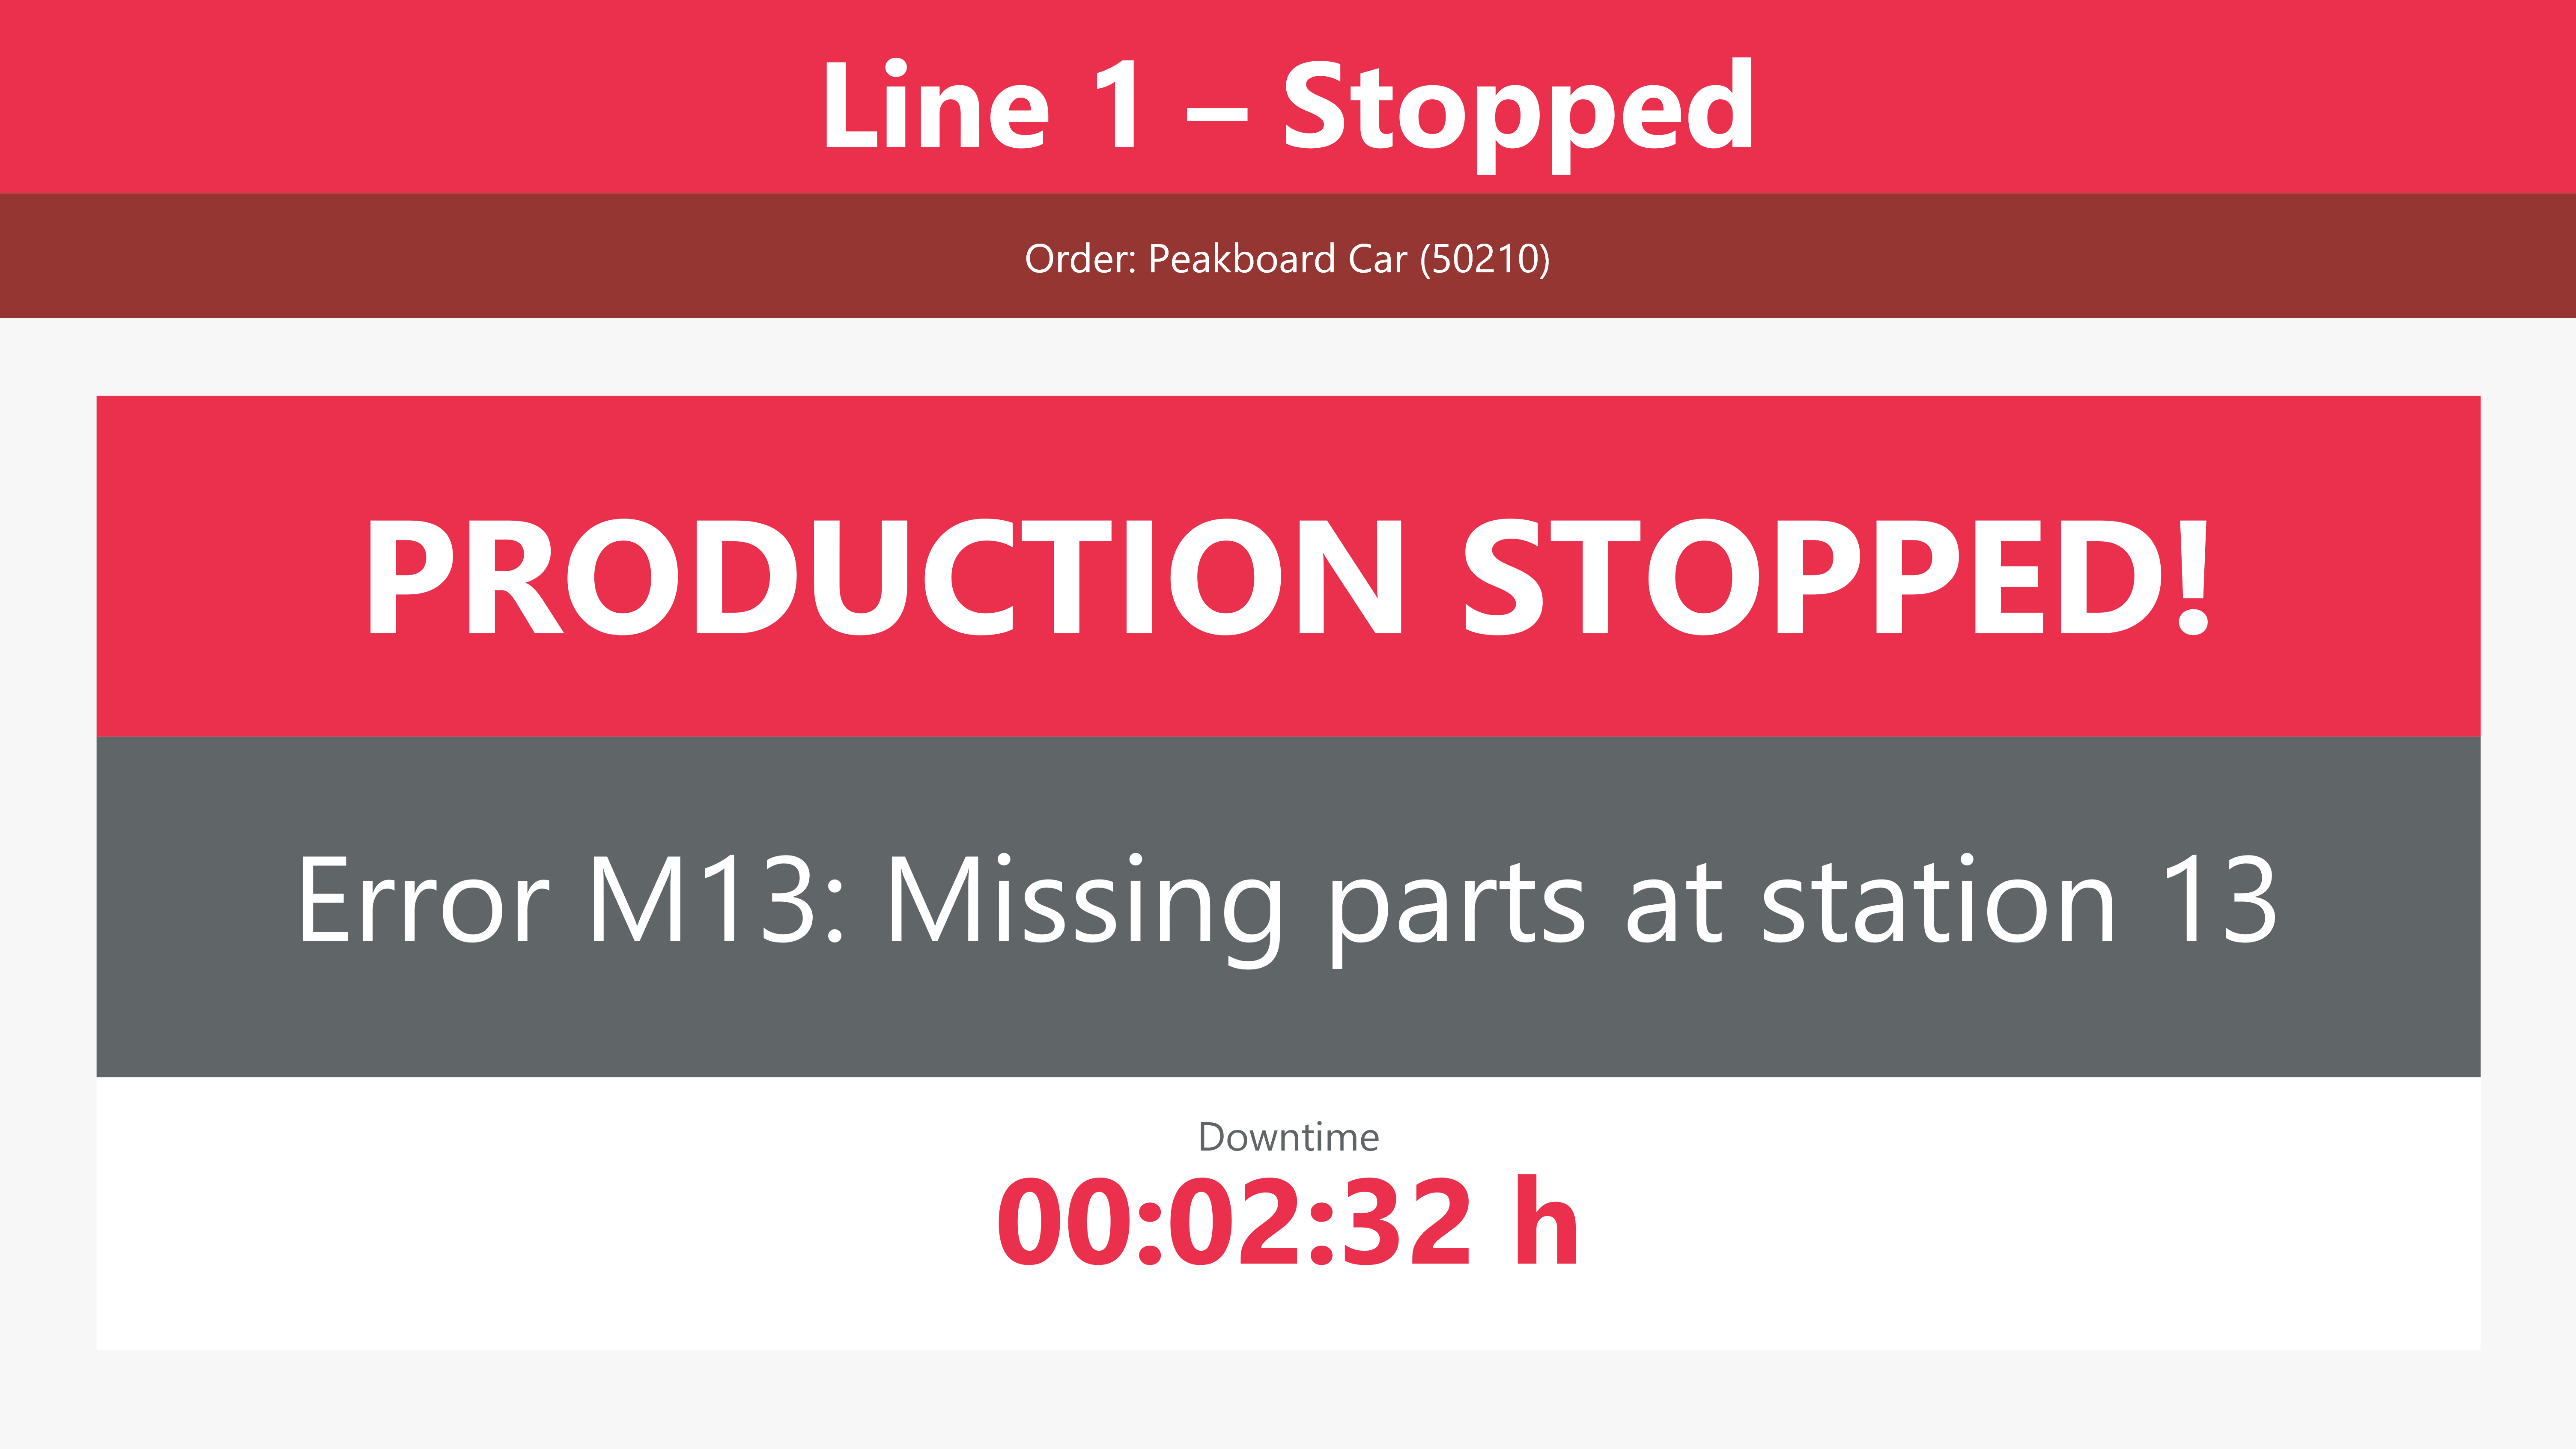 Line 1 – Stopped
Order: Peakboard Car (50210)
PRODUCTION STOPPED!
Error M13: Missing parts at station 13
Downtime
00:02:32 h